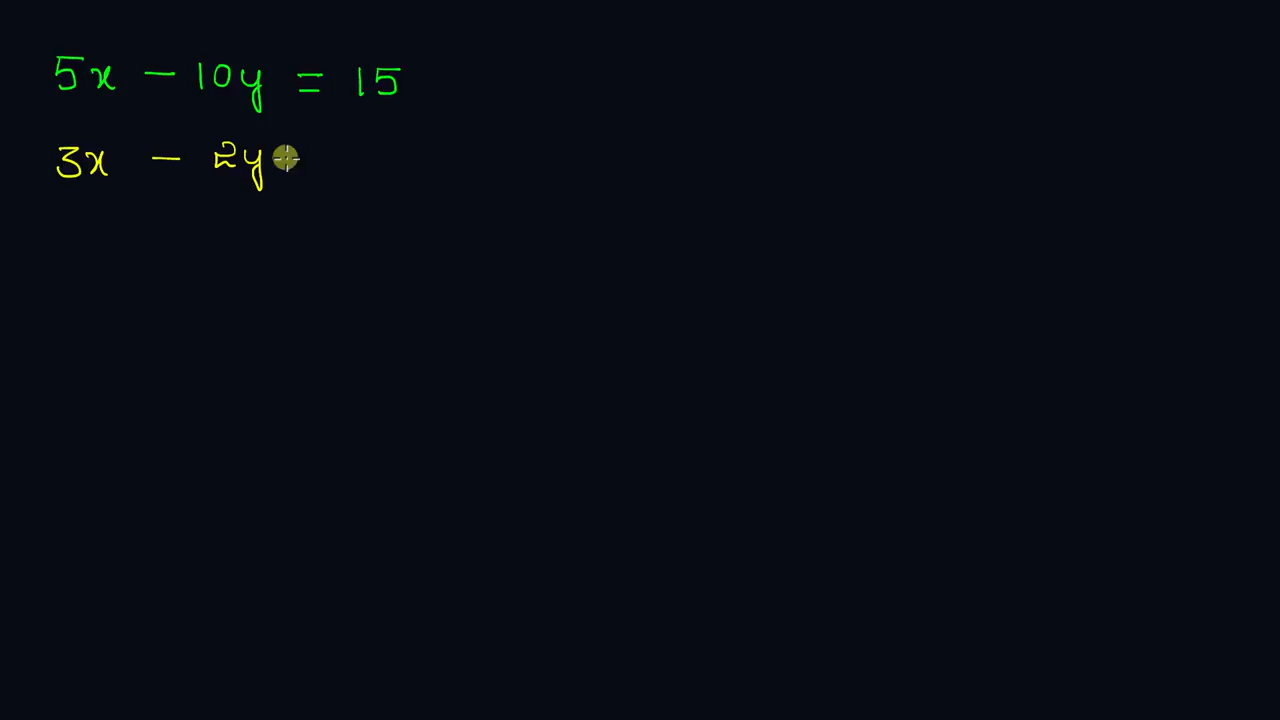 5x - 10y = 15
3x - 2y